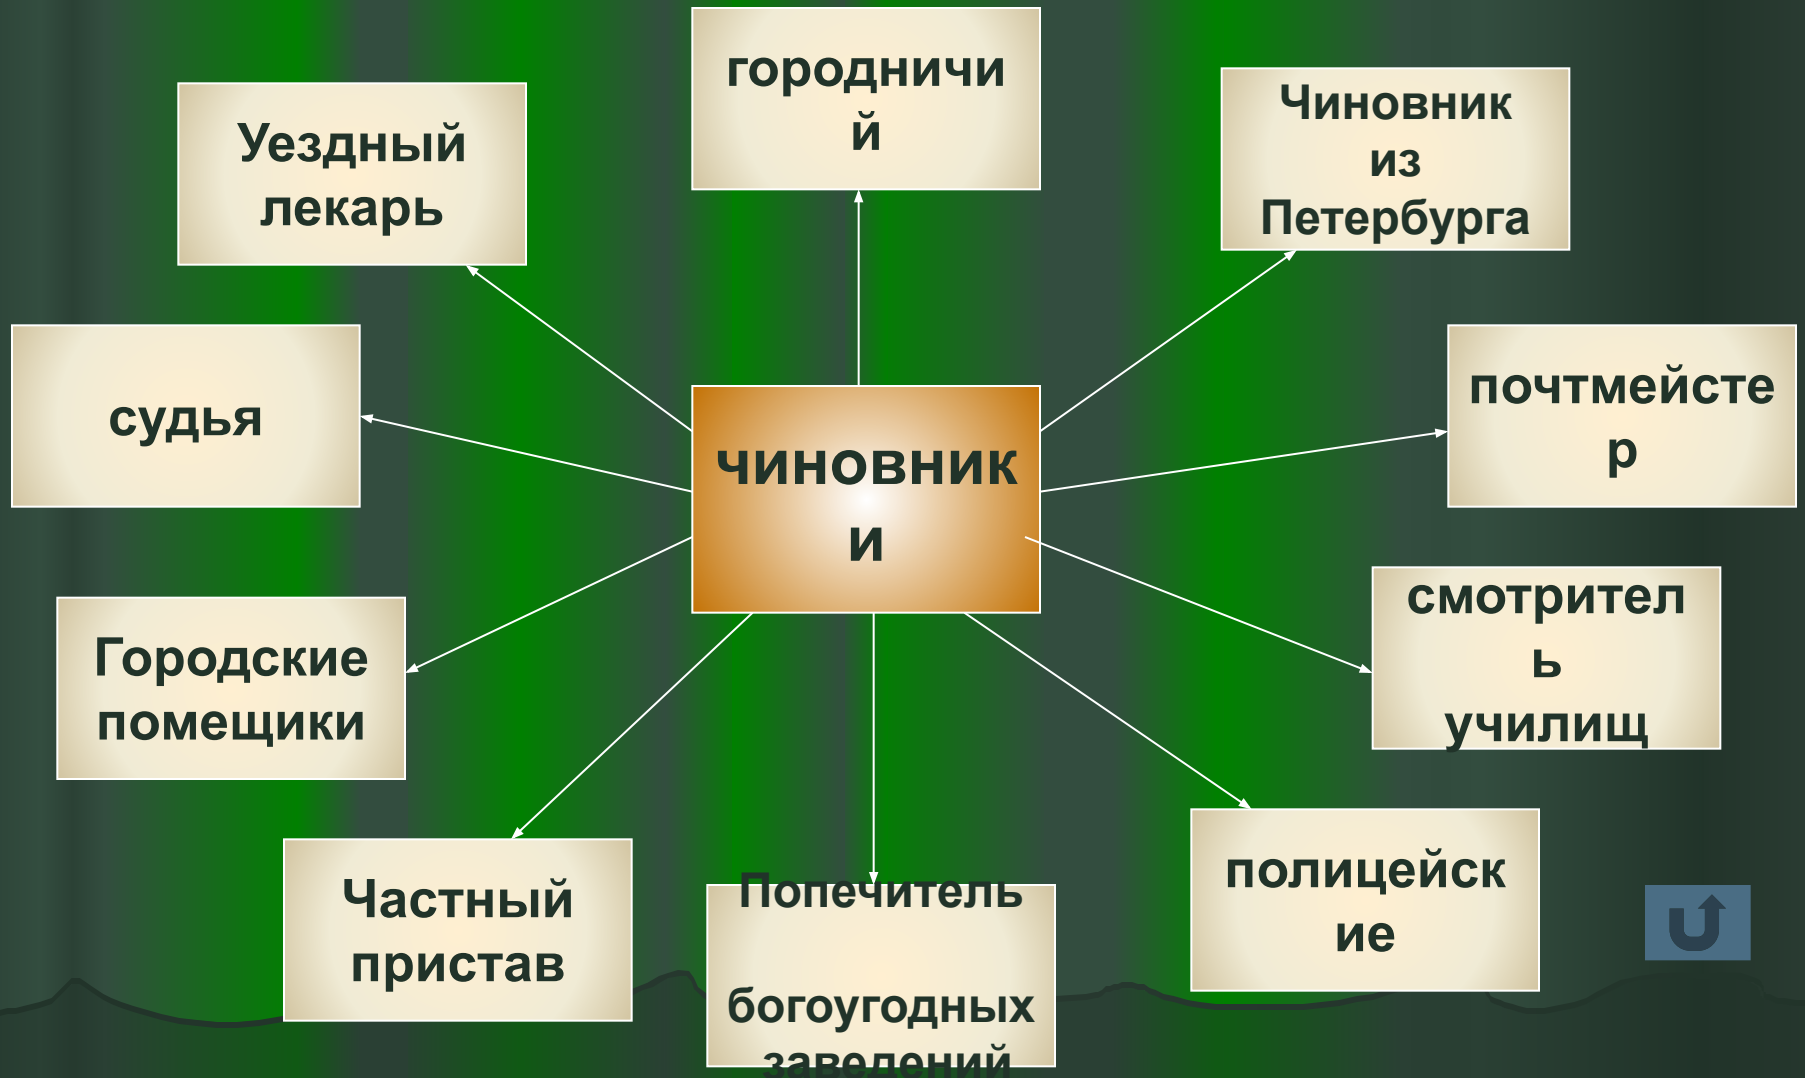 городничи
й
Уездный
лекарь
Чиновник
из
Петербурга
судья
почтмейсте
р
чиновник
и
Городские
помещики
смотрител
ь
училищ
Частный
пристав
Попечитель
богоугодных
заведений
полицейск
ие